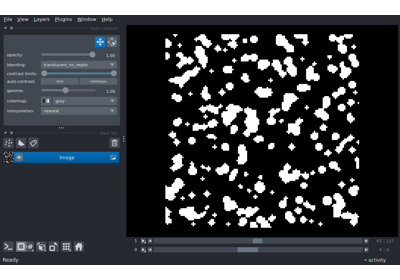 File View Layers Plugins Window Help
opacity: 1.00
blending: translucent_no_depth
contrast limits:
auto-contrast: once continuous
gamma: 1.00
colormap: gray
interpolation: nearest
Image
1
0
Ready
activity